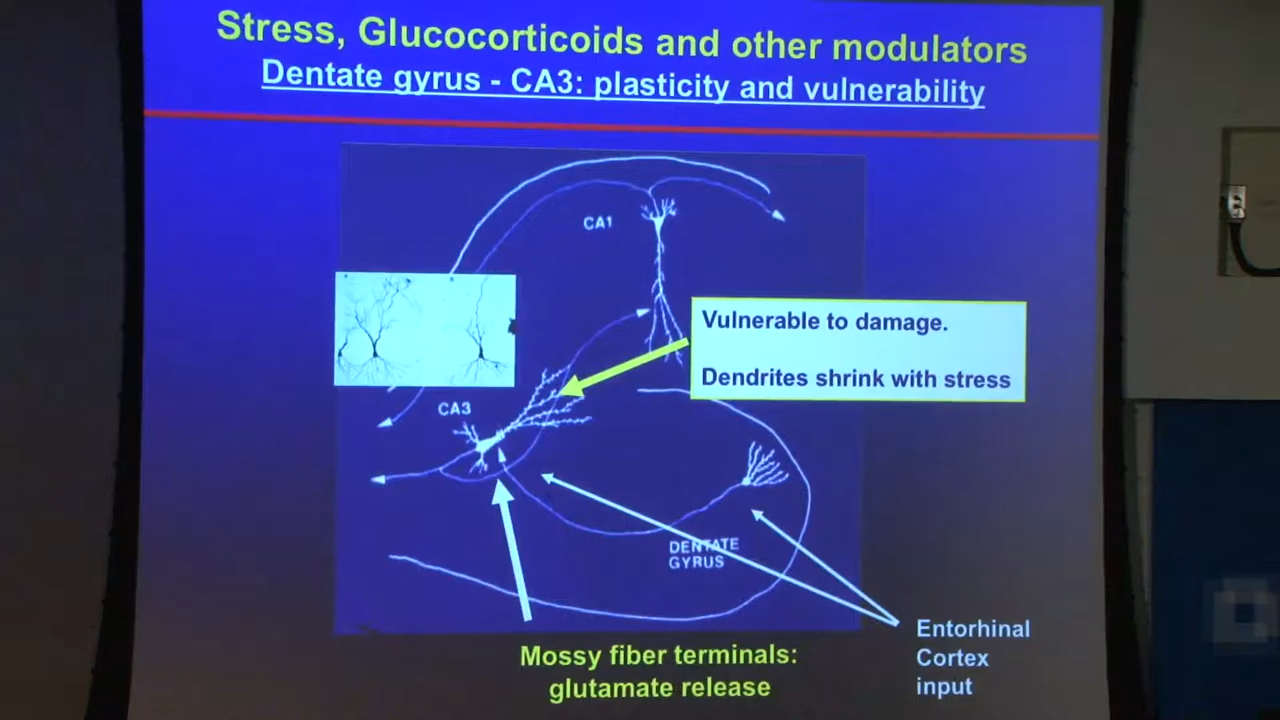 Stress, Glucocorticoids and other modulators
Dentate gyrus - CA3: plasticity and vulnerability
CA1
Vulnerable to damage.
Dendrites shrink with stress
CA3
DENTATE
GYRUS
Mossy fiber terminals:
glutamate release
Entorhinal
Cortex
input